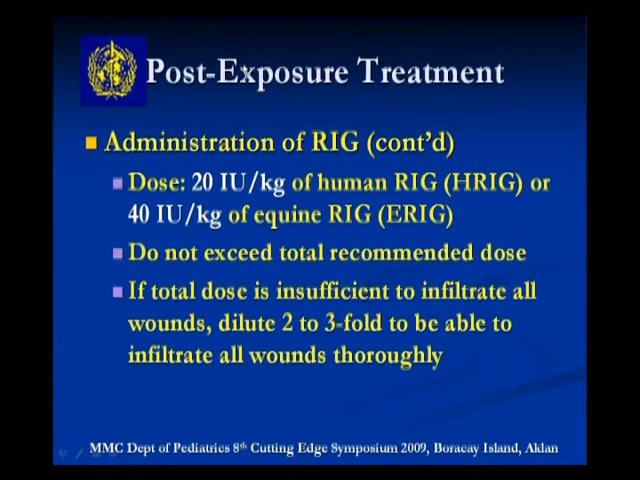 Post-Exposure Treatment
Administration of RIG (cont'd)
Dose: 20 IU/kg of human RIG (HRIG) or
40 IU/kg of equine RIG (ERIG)
Do not exceed total recommended dose
If total dose is insufficient to infiltrate all
wounds, dilute 2 to 3-fold to be able to
infiltrate all wounds thoroughly
MMC Dept of Pediatrics 8th Cutting Edge Symposium 2009, Boracay Island, Aklan